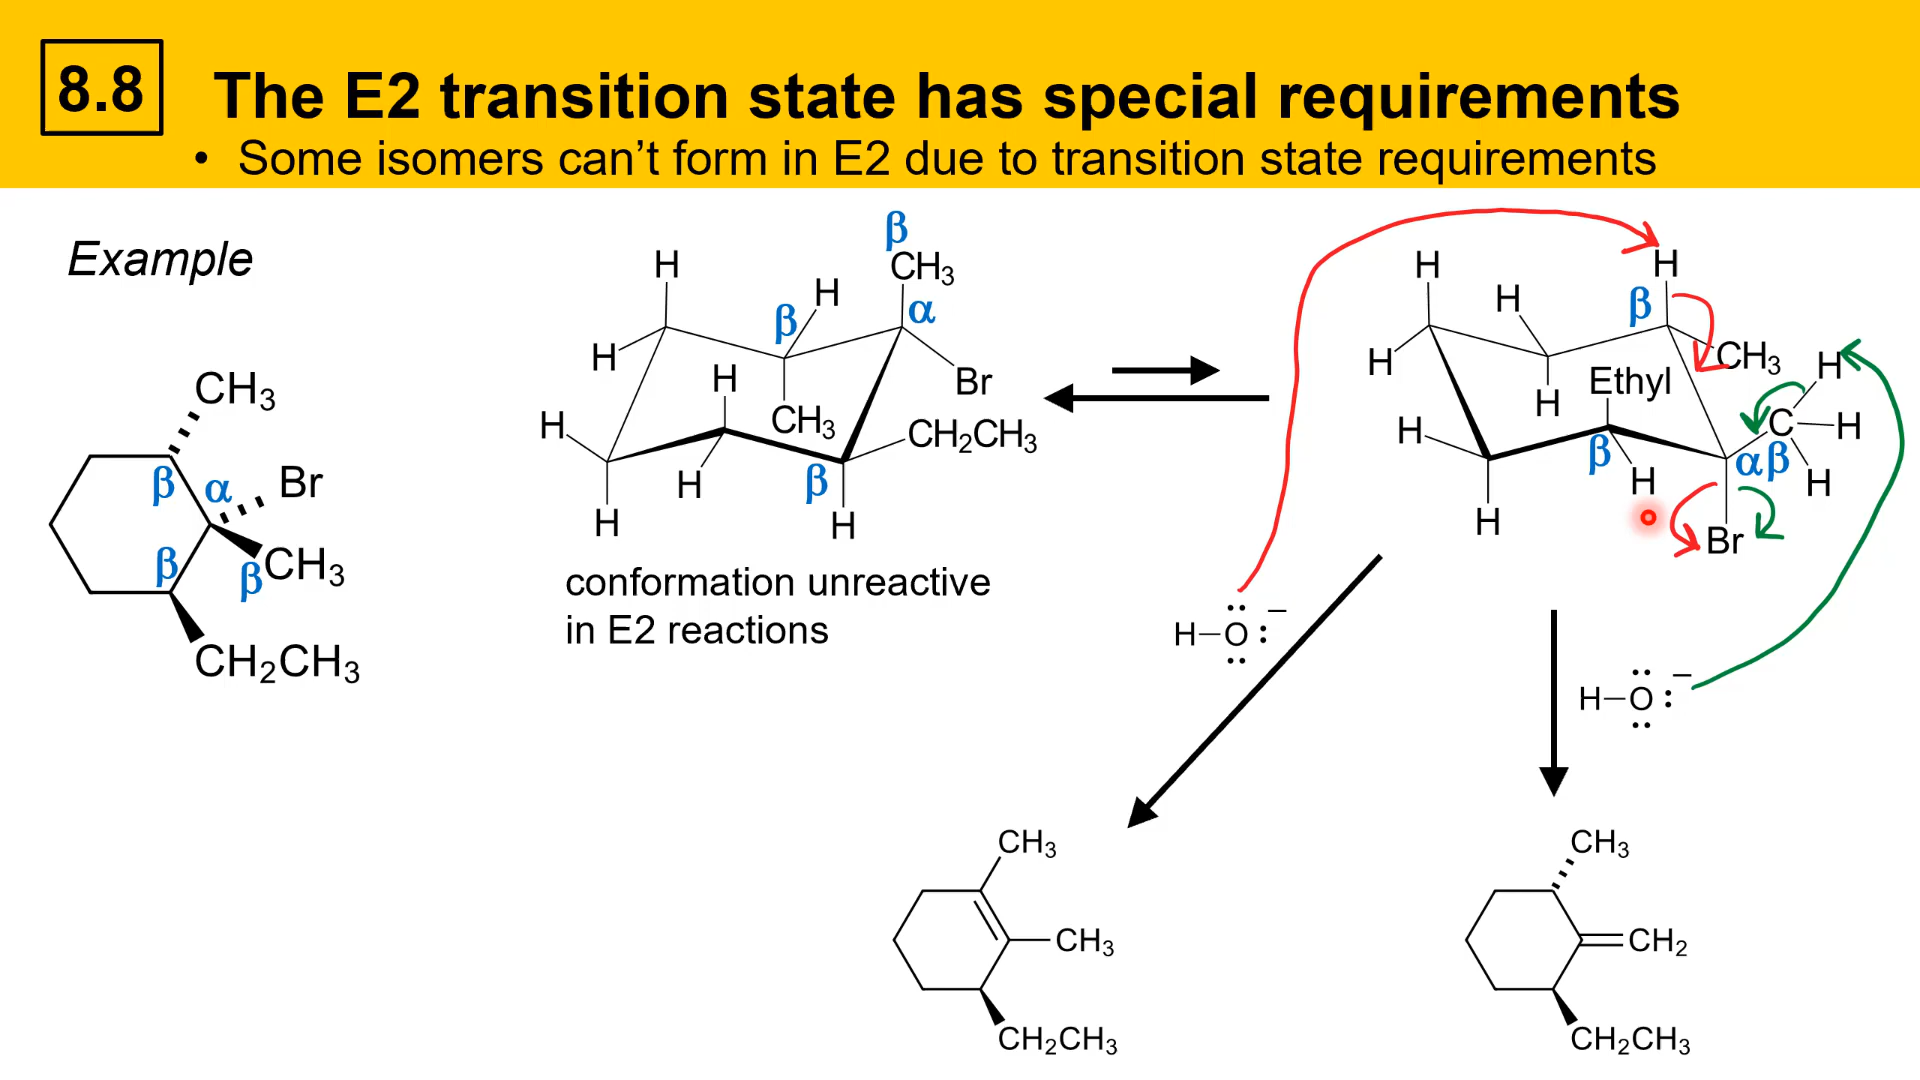 8.8
The E2 transition state has special requirements
• Some isomers can’t form in E2 due to transition state requirements
Example
CH₃
β
α
Br
β
β
CH₃
CH₂CH₃
β
CH₃
H
H
β
α
H
H
Br
CH₃
H
CH₂CH₃
H
β
H
H
conformation unreactive
in E2 reactions
H
H
H
β
H
CH₃
H
Ethyl
H
H
C
H
β
αβ
H
H
H
Br
H–O:⁻
H–O:⁻
CH₃
CH₃
CH₂CH₃
CH₃
CH₂
CH₂CH₃